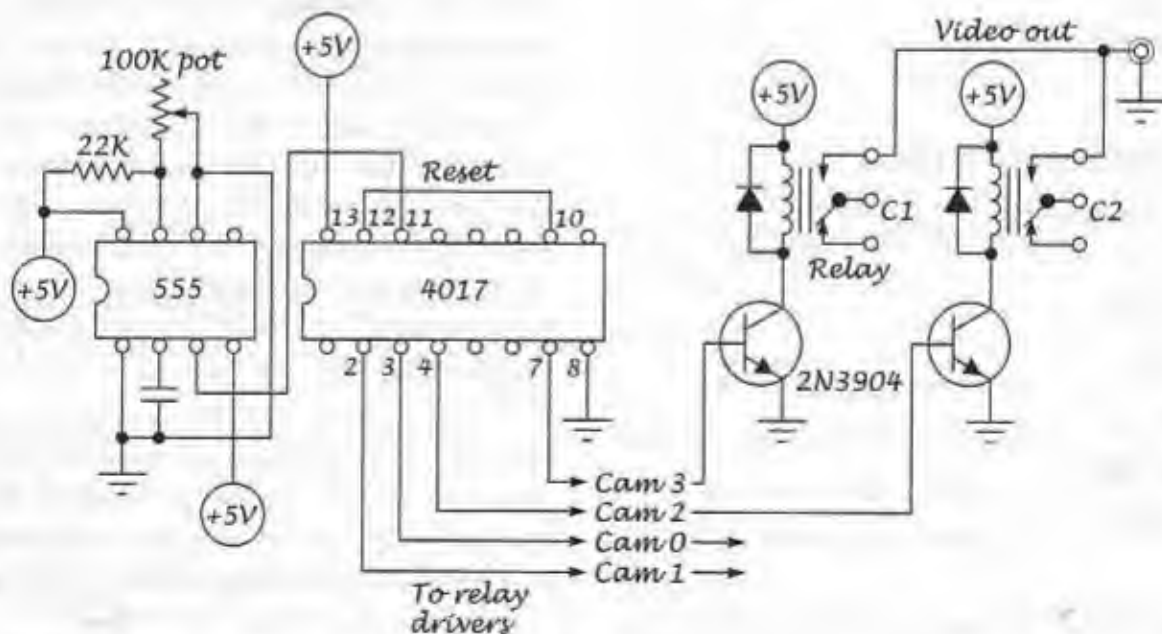 Video out
+5V
100K pot
+5V
+5V
22K
Reset
13 12 11
10
C1
C2
+5V
555
4017
Relay
2
3
4
7
8
2N3904
+5V
Cam 3
Cam 2
Cam 0
Cam 1
To relay
drivers